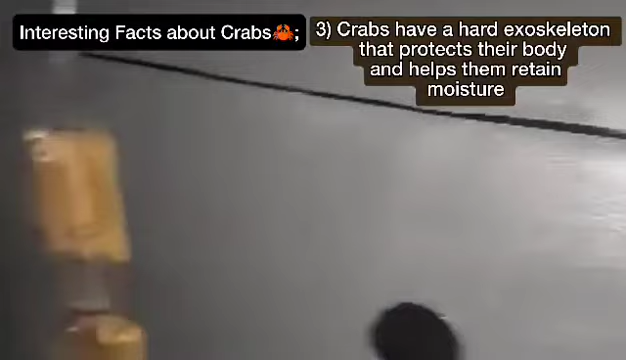 Interesting Facts about Crabs🦀;
3) Crabs have a hard exoskeleton
that protects their body
and helps them retain
moisture